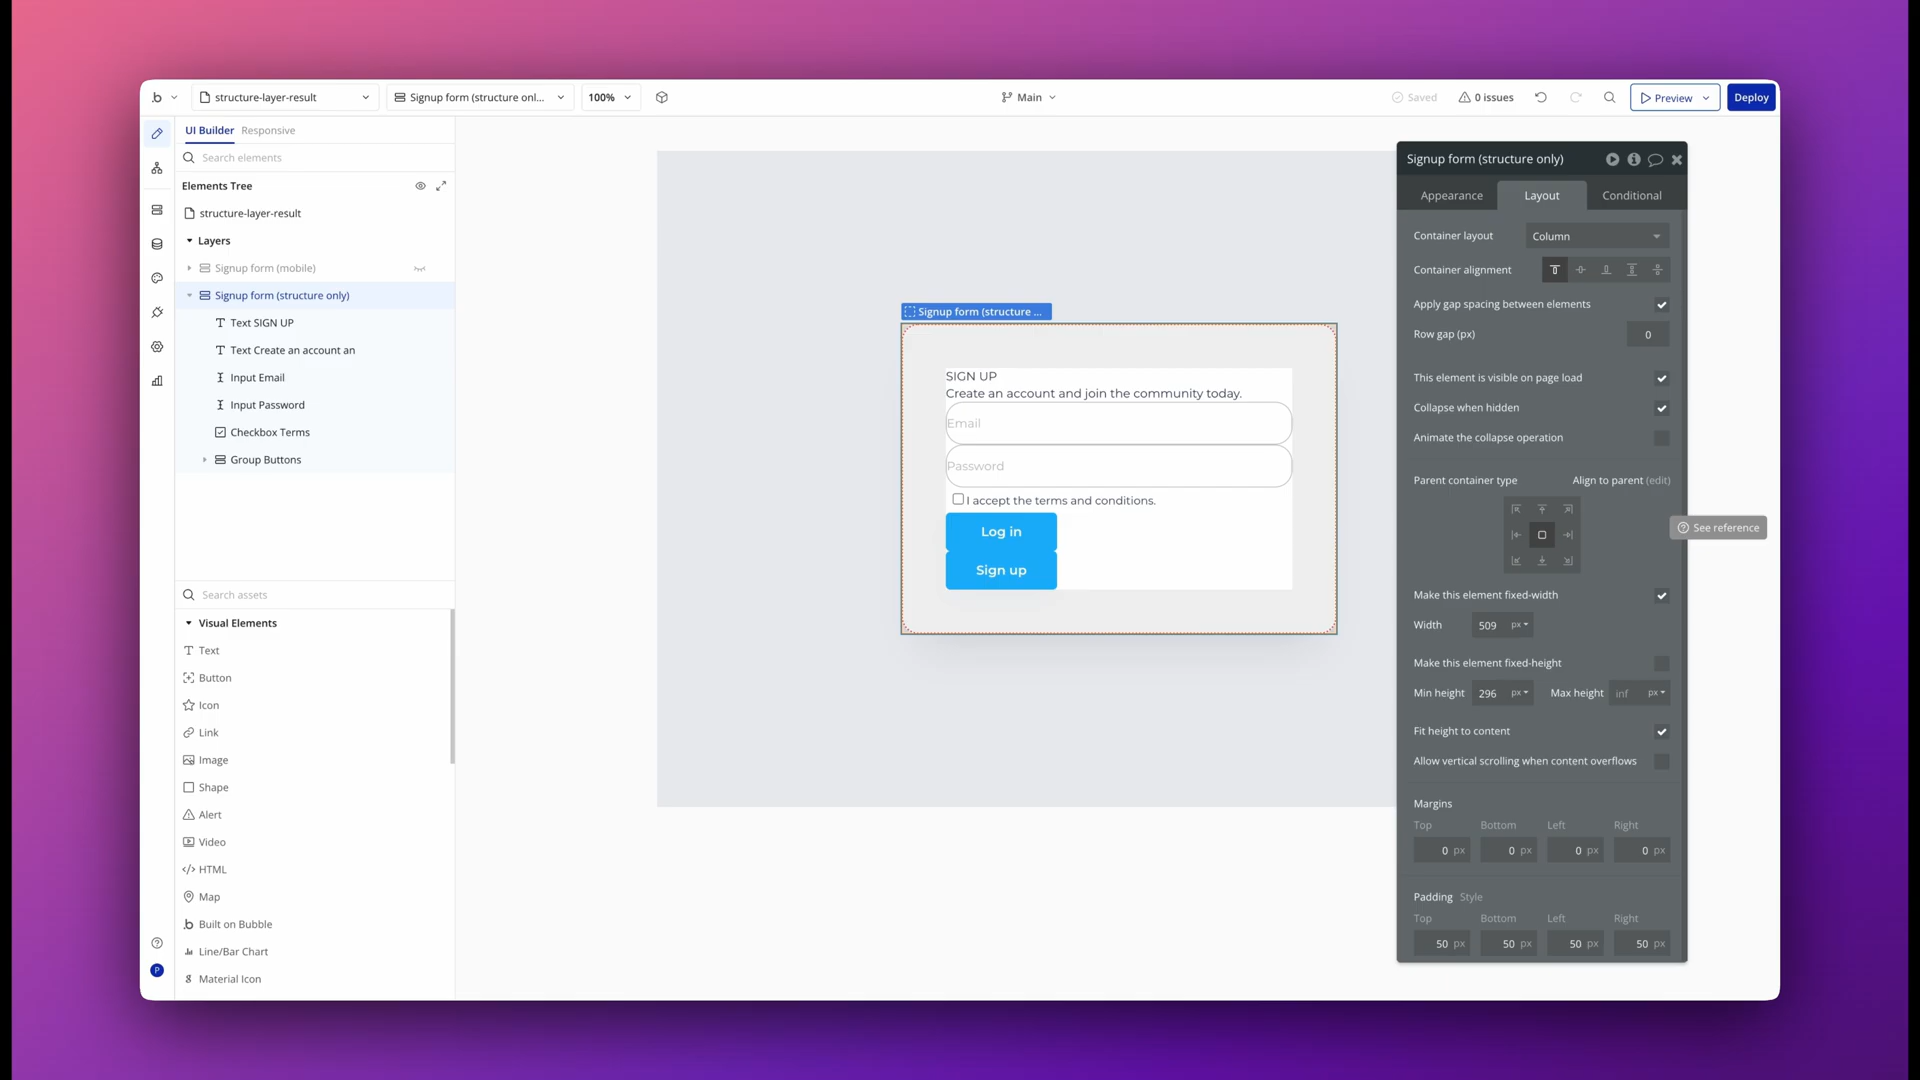 structure-layer-result
Signup form (structure onl...
100%
Main
Saved
0 issues
Preview
Deploy
UI Builder
Responsive
Search elements
Elements Tree
structure-layer-result
Layers
Signup form (mobile)
Signup form (structure only)
Text SIGN UP
Text Create an account an
Input Email
Input Password
Checkbox Terms
Group Buttons
Search assets
Visual Elements
Text
Button
Icon
Link
Image
Shape
Alert
Video
HTML
Map
Built on Bubble
Line/Bar Chart
Material Icon
P
Signup form (structure ...
SIGN UP
Create an account and join the community today.
Email
Password
I accept the terms and conditions.
Log in
Sign up
Signup form (structure only)
Appearance
Layout
Conditional
Container layout
Column
Container alignment
Apply gap spacing between elements
Row gap (px)
0
This element is visible on page load
Collapse when hidden
Animate the collapse operation
Parent container type
Align to parent (edit)
See reference
Make this element fixed-width
Width
509 px
Make this element fixed-height
Min height
296 px
Max height
inf px
Fit height to content
Allow vertical scrolling when content overflows
Margins
Top Bottom Left Right
0 px 0 px 0 px 0 px
Padding Style
Top Bottom Left Right
50 px 50 px 50 px 50 px